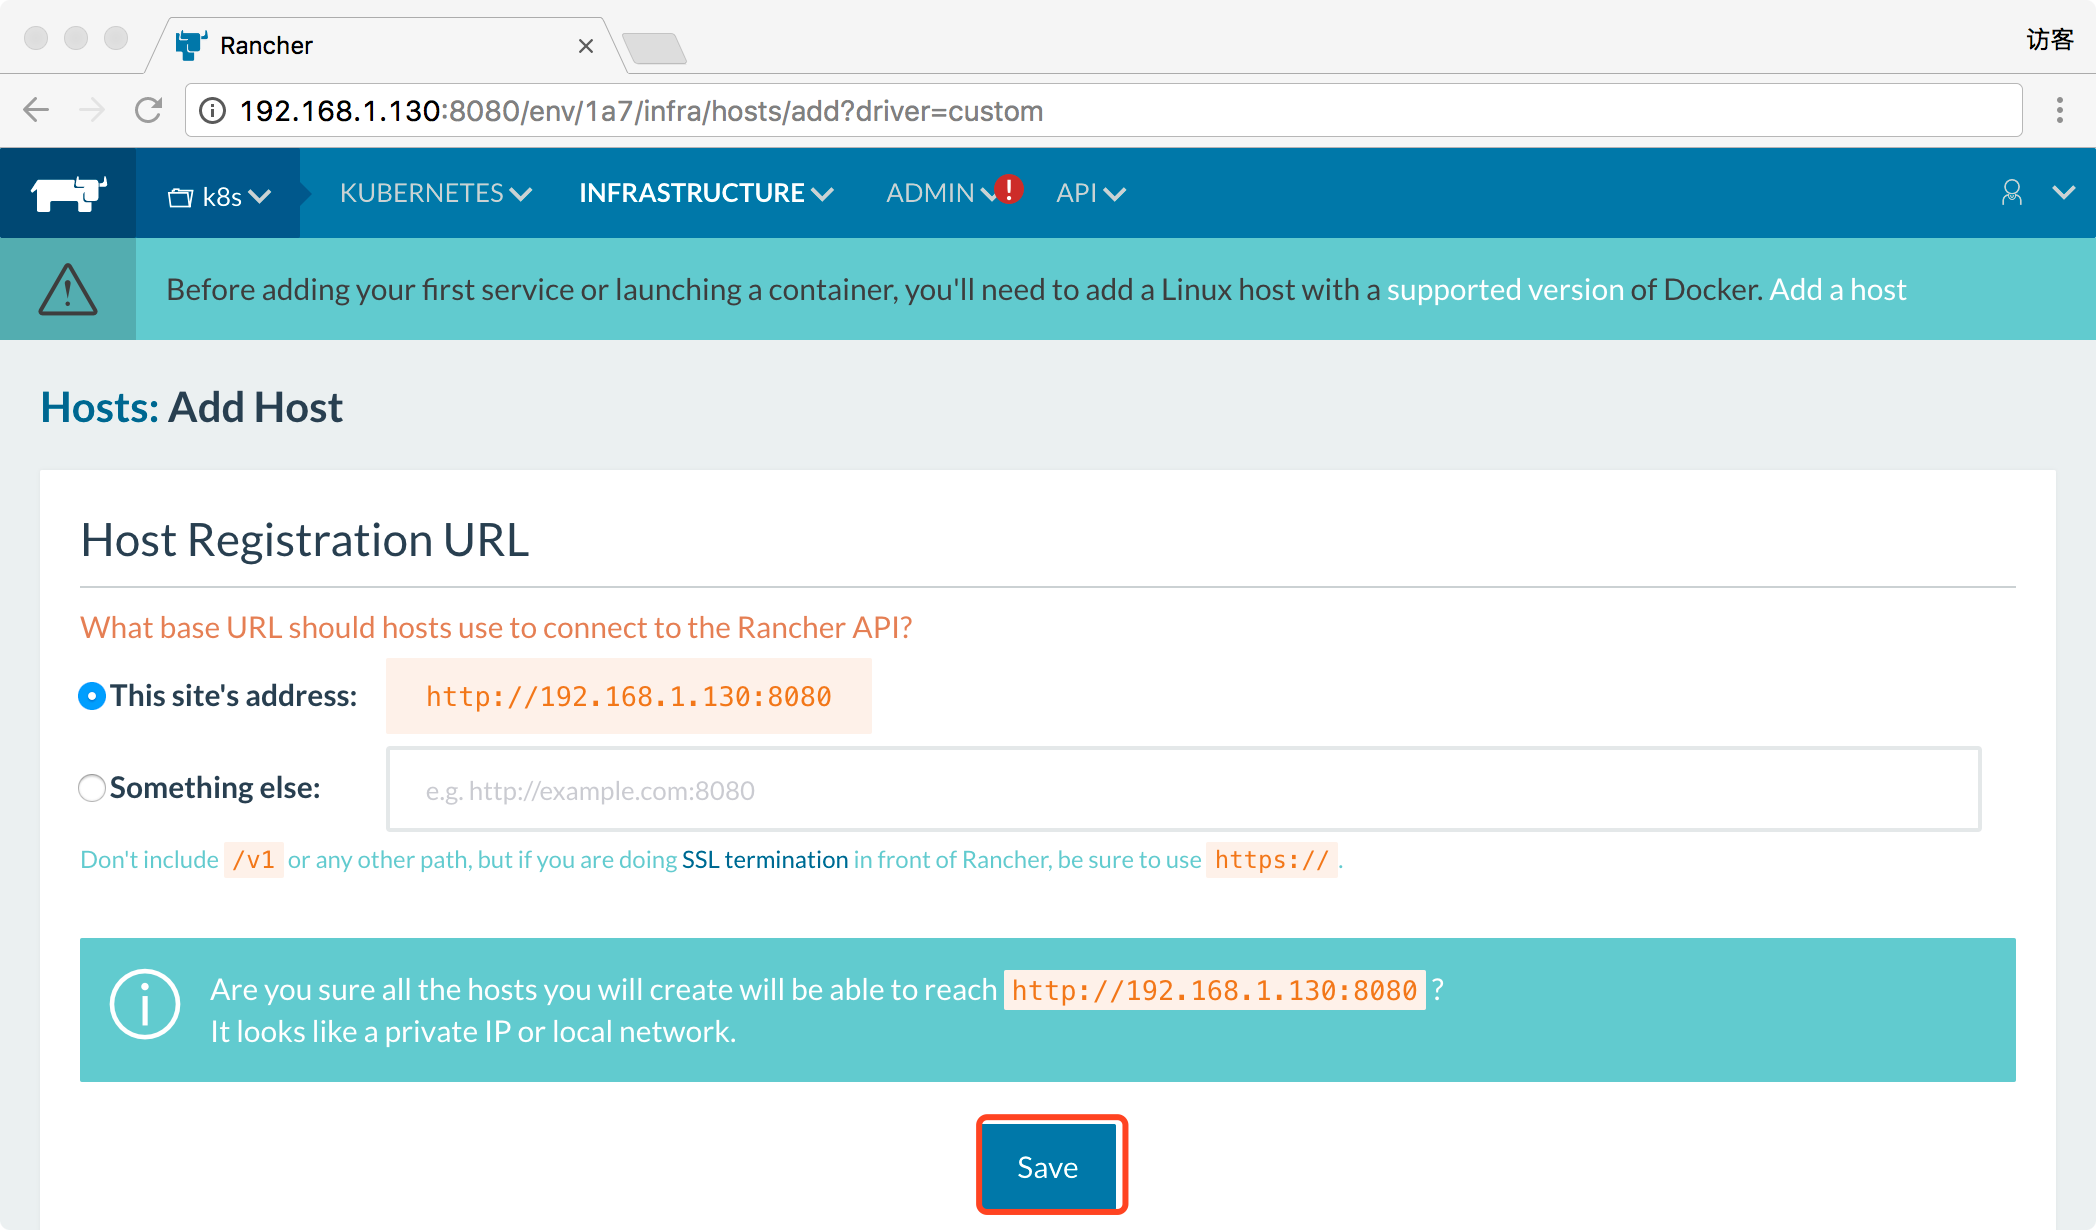 Rancher
访客
192.168.1.130:8080/env/1a7/infra/hosts/add?driver=custom
k8s KUBERNETES INFRASTRUCTURE ADMIN API
Before adding your first service or launching a container, you'll need to add a Linux host with a supported version of Docker. Add a host
Hosts: Add Host
Host Registration URL
What base URL should hosts use to connect to the Rancher API?
This site's address: http://192.168.1.130:8080
Something else: e.g. http://example.com:8080
Don't include /v1 or any other path, but if you are doing SSL termination in front of Rancher, be sure to use https:// .
Are you sure all the hosts you will create will be able to reach http://192.168.1.130:8080 ?
It looks like a private IP or local network.
Save